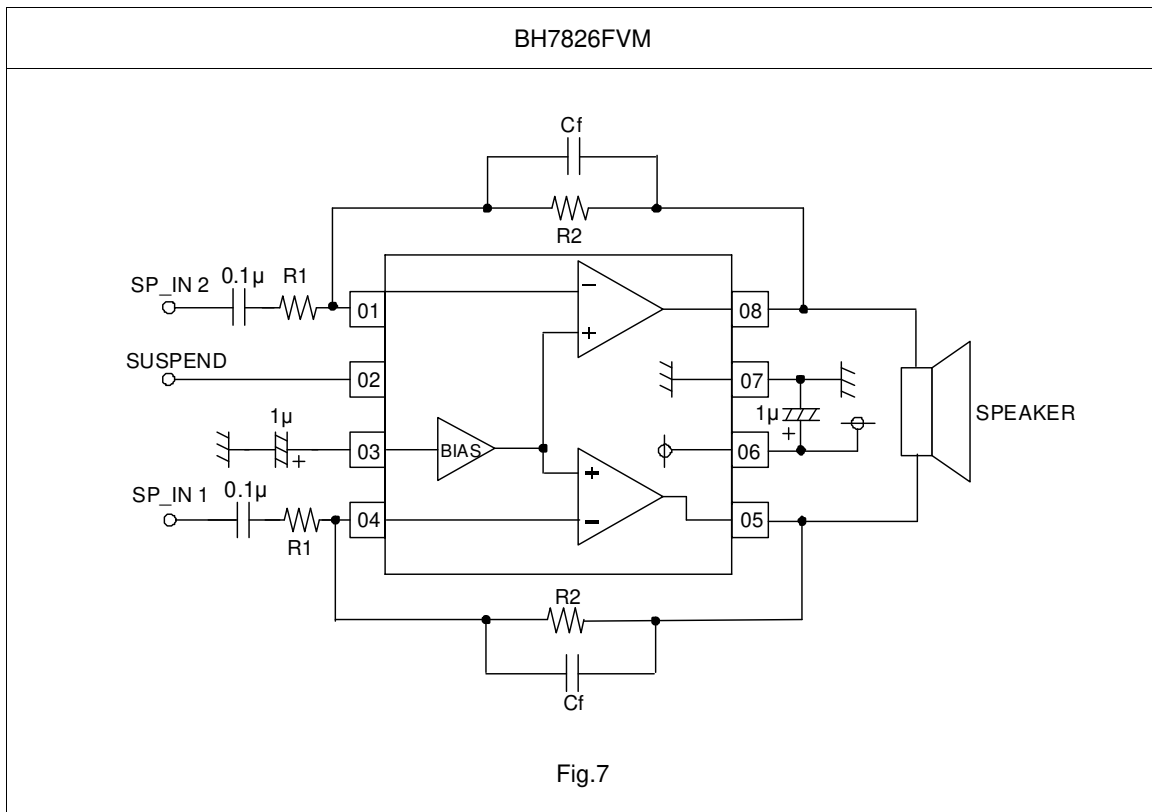 BH7826FVM
Cf
R2
SP_IN 2
0.1μ
R1
01
08
SUSPEND
02
07
1μ
1μ
+
SPEAKER
+
03
BIAS
06
SP_IN 1
0.1μ
R1
04
05
R2
Cf
−
+
+
−
Fig.7